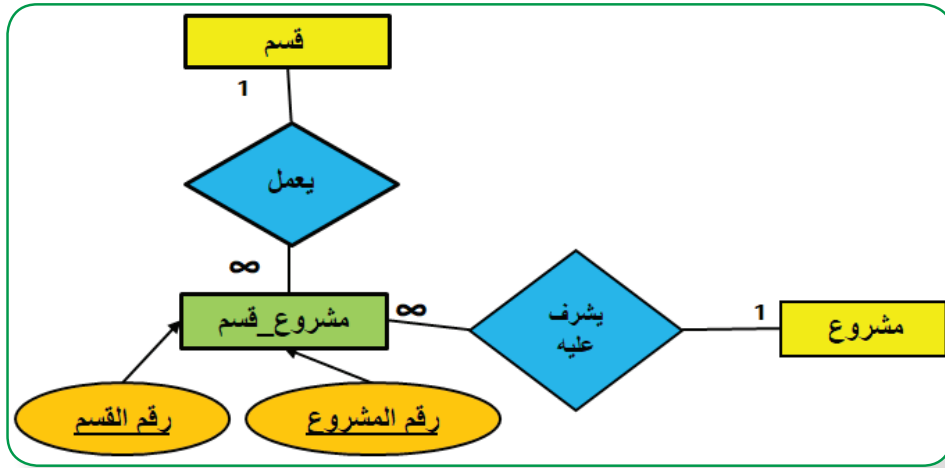 قسم
1
يعمل
∞
مشروع_قسم
∞
يشرف
عليه
1
مشروع
رقم القسم
رقم المشروع